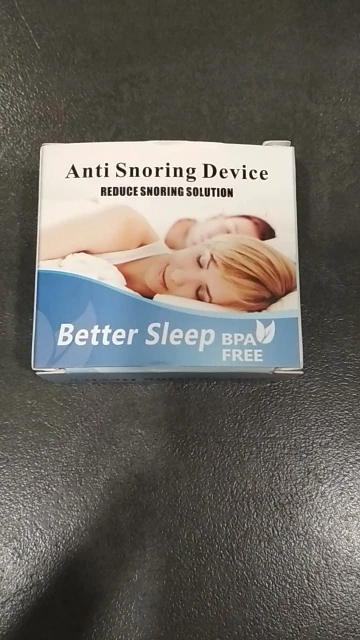 Anti Snoring Device
REDUCE SNORING SOLUTION
Better Sleep
BPA
FREE